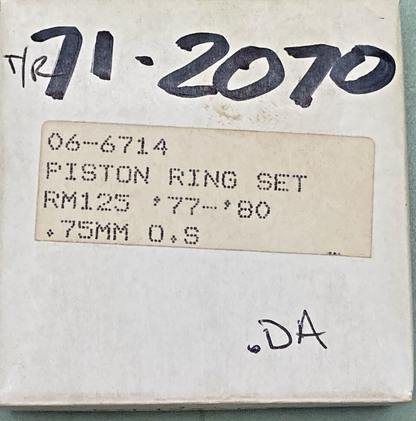 T/R 71-2070
06-6714
PISTON RING SET
RM125 '77-'80
.75MM O.S
.DA